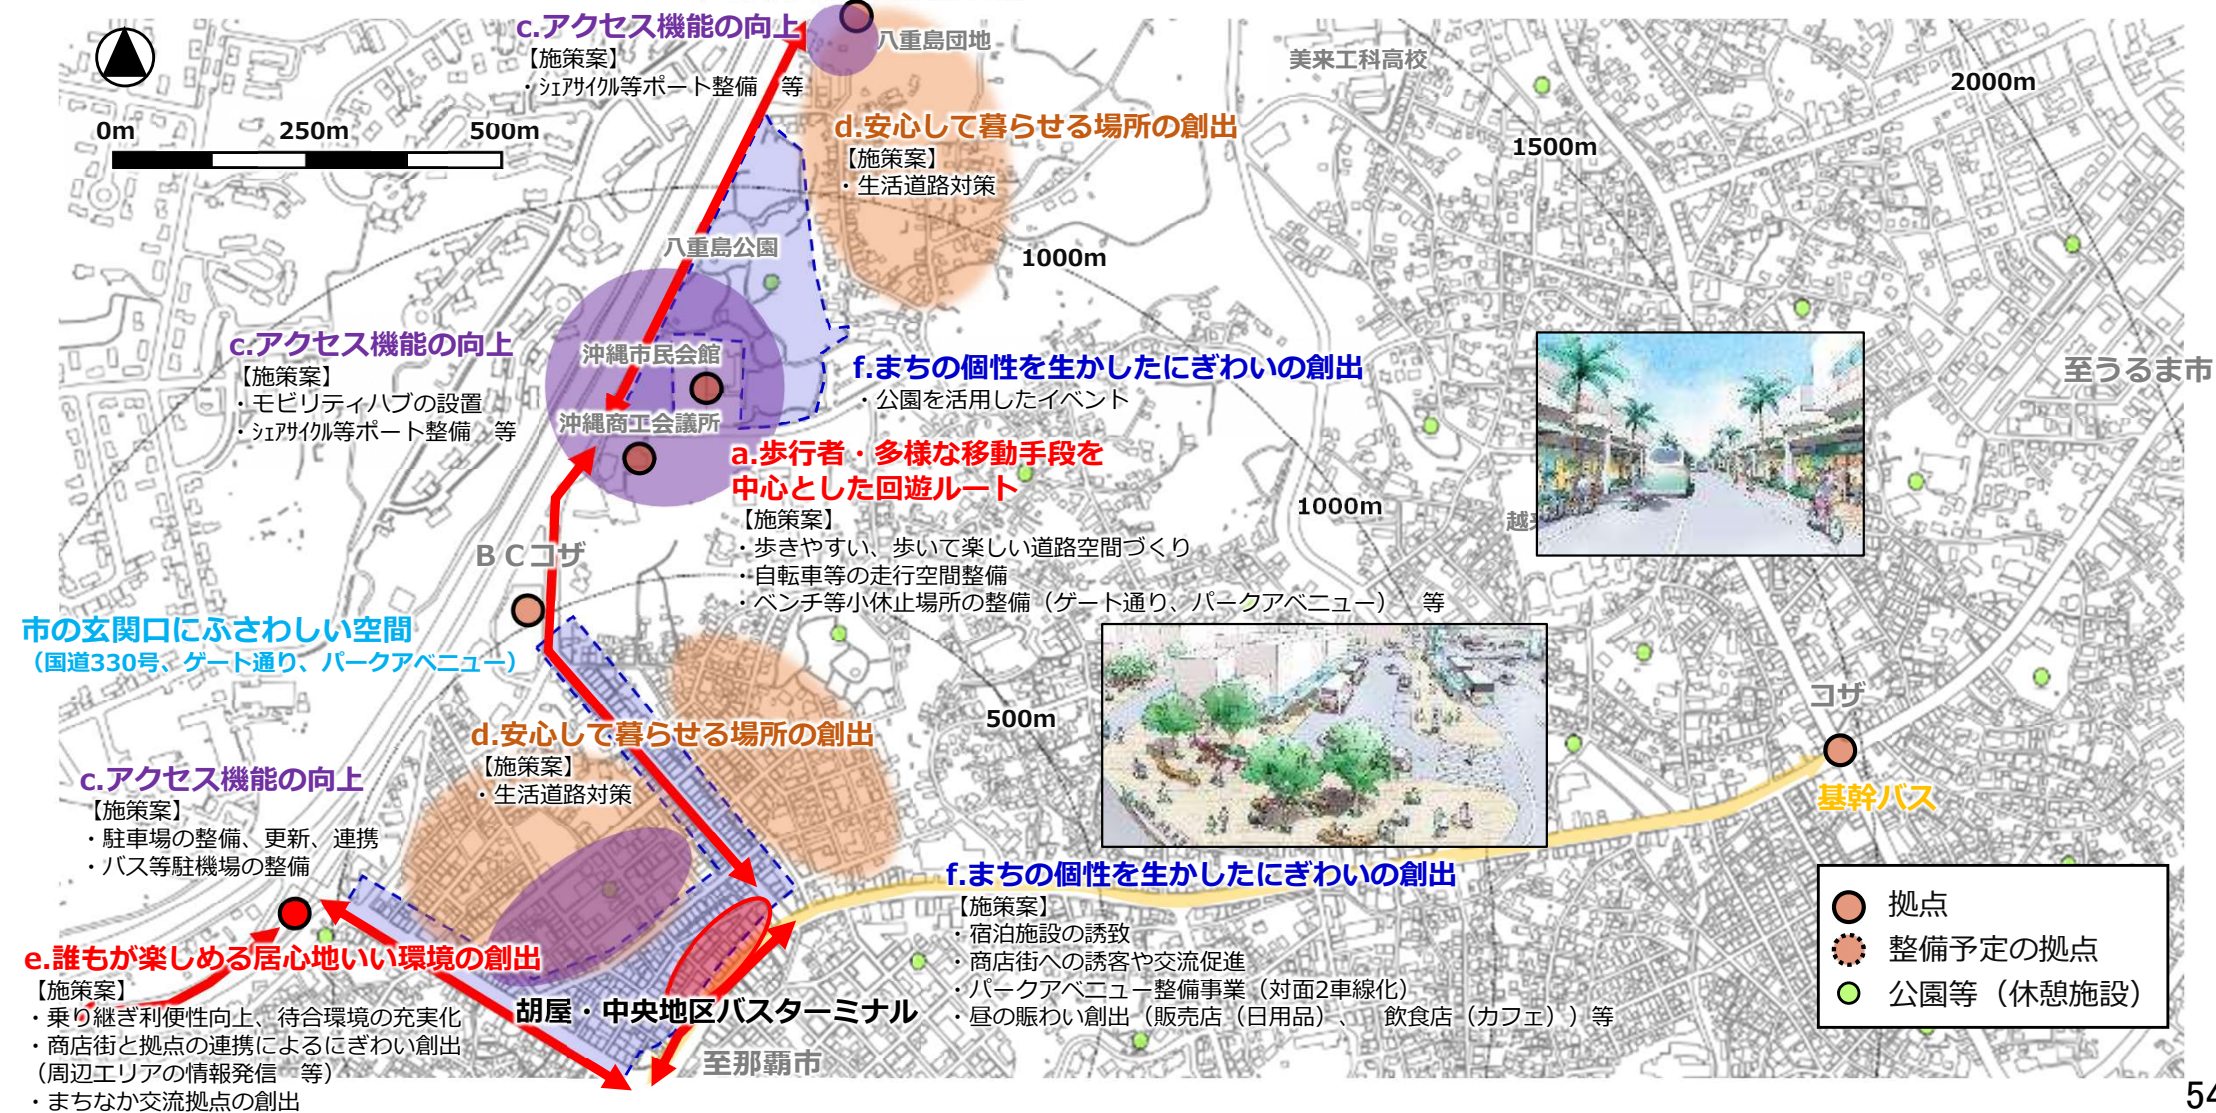 c.アクセス機能の向上
【施策案】
・ｼｪｱｻｲｸﾙ等ポート整備　等
八重島団地
美来工科高校
2000m
0m 250m 500m
d.安心して暮らせる場所の創出
【施策案】
・生活道路対策
1500m
八重島公園
1000m
c.アクセス機能の向上
【施策案】
・モビリティハブの設置
・ｼｪｱｻｲｸﾙ等ポート整備　等
沖縄市民会館
沖縄商工会議所
f.まちの個性を生かしたにぎわいの創出
・公園を活用したイベント
至うるま市
a.歩行者・多様な移動手段を
中心とした回遊ルート
【施策案】
・歩きやすい、歩いて楽しい道路空間づくり
・自転車等の走行空間整備
・ベンチ等小休止場所の整備（ゲート通り、パークアベニュー）　等
1000m
越来
ＢＣコザ
市の玄関口にふさわしい空間
（国道330号、ゲート通り、パークアベニュー）
d.安心して暮らせる場所の創出
【施策案】
・生活道路対策
500m
コザ
基幹バス
c.アクセス機能の向上
【施策案】
・駐車場の整備、更新、連携
・バス等駐機場の整備
f.まちの個性を生かしたにぎわいの創出
【施策案】
・宿泊施設の誘致
・商店街への誘客や交流促進
・パークアベニュー整備事業（対面2車線化）
・昼の賑わい創出（販売店（日用品）、　飲食店（カフェ））等
e.誰もが楽しめる居心地いい環境の創出
【施策案】
・乗り継ぎ利便性向上、待合環境の充実化
・商店街と拠点の連携によるにぎわい創出
（周辺エリアの情報発信　等）
・まちなか交流拠点の創出
胡屋・中央地区バスターミナル
至那覇市
拠点
整備予定の拠点
公園等（休憩施設）
54